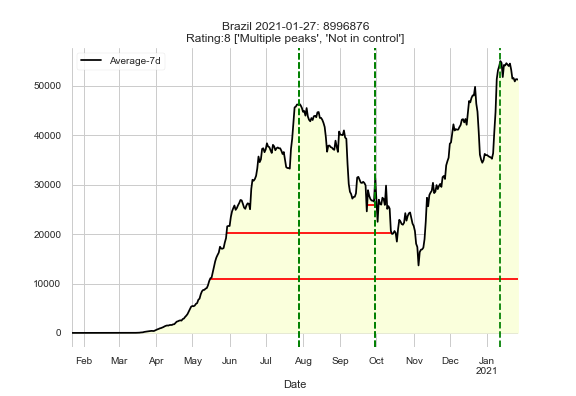 Brazil 2021-01-27: 8996876
Rating:8 ['Multiple peaks', 'Not in control']
Average-7d
50000
40000
30000
20000
10000
0
Feb Mar Apr May Jun Jul Aug Sep Oct Nov Dec Jan
2021
Date